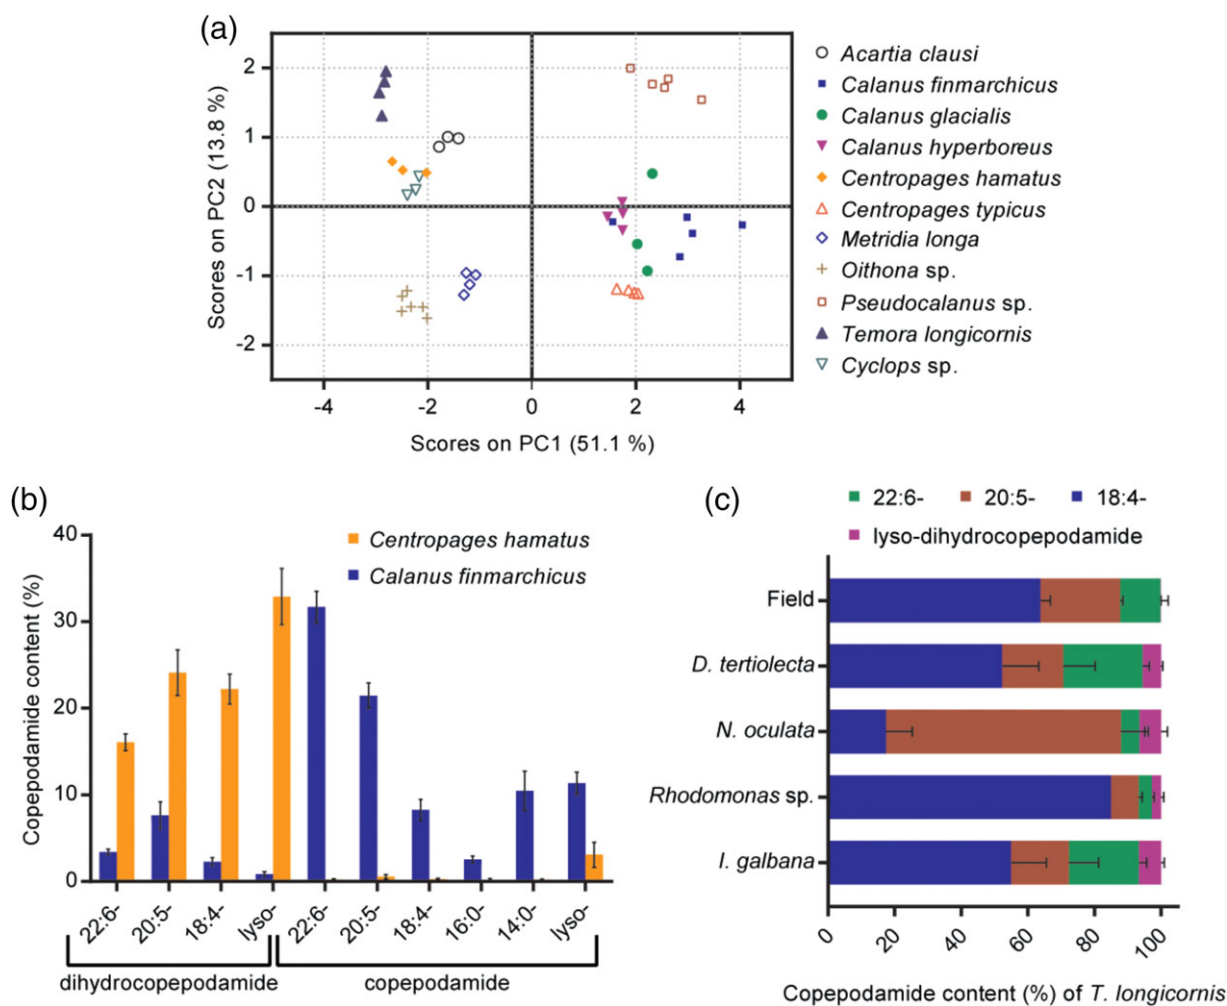 (a)
Scores on PC2 (13.8 %)
2
1
0
-1
-2
-4
-2
0
2
4
Scores on PC1 (51.1 %)
Acartia clausi
Calanus finmarchicus
Calanus glacialis
Calanus hyperboreus
Centropages hamatus
Centropages typicus
Metridia longa
Oithona sp.
Pseudocalanus sp.
Temora longicornis
Cyclops sp.
(b)
Copepodamide content (%)
40
30
20
10
0
Centropages hamatus
Calanus finmarchicus
22:6-
20:5-
18:4-
lyso-
22:6-
20:5-
18:4-
16:0-
14:0-
lyso-
dihydrocopepodamide
copepodamide
(c)
22:6- 20:5- 18:4-
lyso-dihydrocopepodamide
Field
D. tertiolecta
N. oculata
Rhodomonas sp.
I. galbana
0
20
40
60
80
100
Copepodamide content (%) of T. longicornis